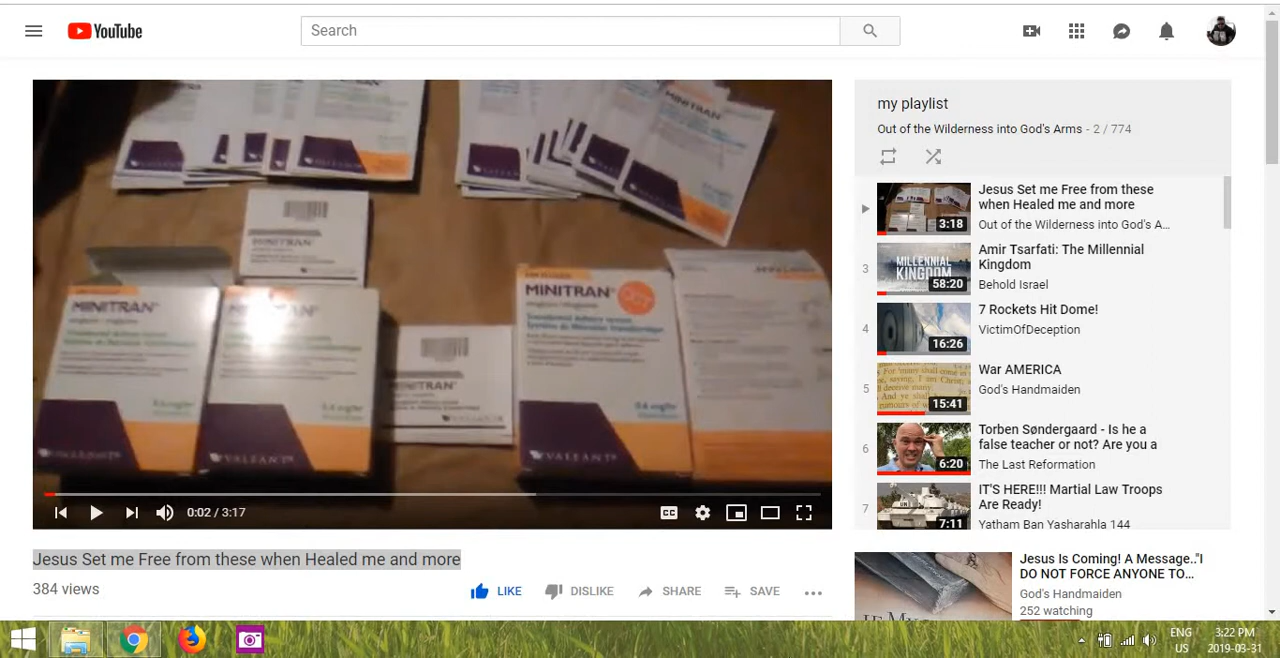 YouTube
Search
MINITRAN
VALEANT
MINITRAN
MINITRAN
MINITRAN
VALEANT
0:02 / 3:17
CC
Jesus Set me Free from these when Healed me and more
384 views
LIKE
DISLIKE
SHARE
SAVE
my playlist
Out of the Wilderness into God's Arms - 2 / 774
3:18
Jesus Set me Free from these
when Healed me and more
Out of the Wilderness into God's A...
3
MILLENNIAL
KINGDOM
58:20
Amir Tsarfati: The Millennial
Kingdom
Behold Israel
4
16:26
7 Rockets Hit Dome!
VictimOfDeception
5
15:41
War AMERICA
God's Handmaiden
6
6:20
Torben Søndergaard - Is he a
false teacher or not? Are you a
The Last Reformation
7
7:11
IT'S HERE!!! Martial Law Troops
Are Ready!
Yatham Ban Yasharahla 144
Jesus Is Coming! A Message.."I
DO NOT FORCE ANYONE TO...
God's Handmaiden
252 watching
ENG
US
3:22 PM
2019-03-31